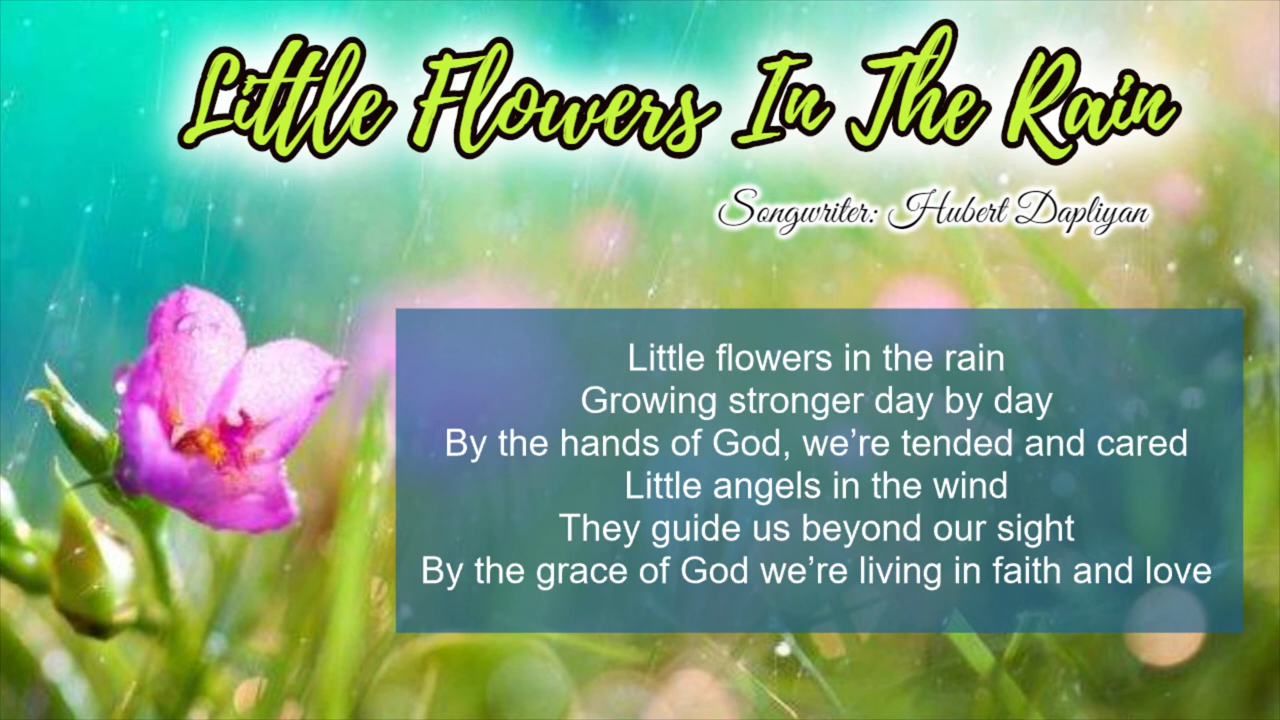 Little Flowers In The Rain
Songwriter: Hubert Dapliyan
Little flowers in the rain
Growing stronger day by day
By the hands of God, we’re tended and cared
Little angels in the wind
They guide us beyond our sight
By the grace of God we’re living in faith and love